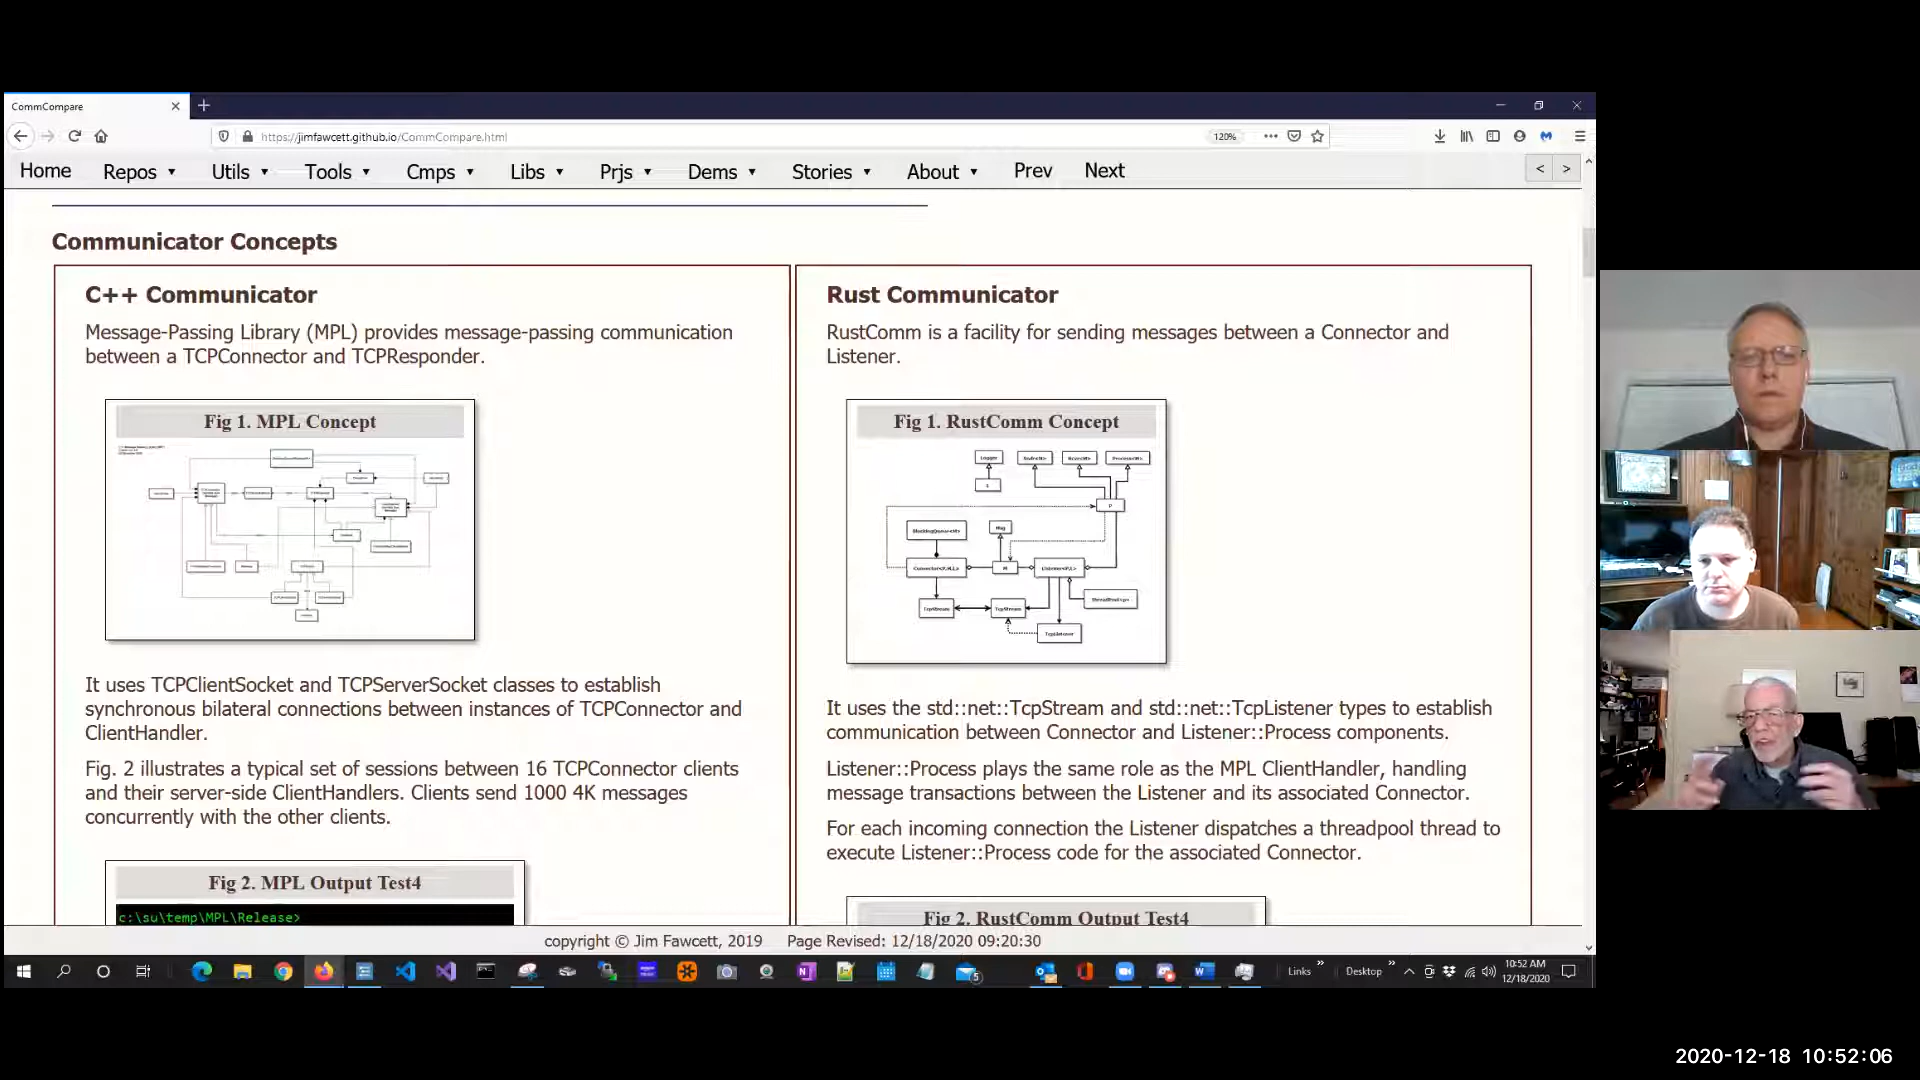 CommCompare
https://jimfawcett.github.io/CommCompare.html
120%
Home Repos Utils Tools Cmps Libs Prjs Dems Stories About Prev Next
< >
Communicator Concepts
C++ Communicator
Message-Passing Library (MPL) provides message-passing communication
between a TCPConnector and TCPResponder.
Fig 1. MPL Concept
It uses TCPClientSocket and TCPServerSocket classes to establish
synchronous bilateral connections between instances of TCPConnector and
ClientHandler.
Fig. 2 illustrates a typical set of sessions between 16 TCPConnector clients
and their server-side ClientHandlers. Clients send 1000 4K messages
concurrently with the other clients.
Fig 2. MPL Output Test4
c:\su\temp\MPL\Release>
Rust Communicator
RustComm is a facility for sending messages between a Connector and
Listener.
Fig 1. RustComm Concept
Logger
L
P
Msg
M
Connector<P,M,L>
Listener<P,L>
TcpStream
TcpStream
TcpListener
It uses the std::net::TcpStream and std::net::TcpListener types to establish
communication between Connector and Listener::Process components.
Listener::Process plays the same role as the MPL ClientHandler, handling
message transactions between the Listener and its associated Connector.
For each incoming connection the Listener dispatches a threadpool thread to
execute Listener::Process code for the associated Connector.
Fig 2. RustComm Output Test4
copyright © Jim Fawcett, 2019 Page Revised: 12/18/2020 09:20:30
Links
Desktop
10:52 AM
12/18/2020
2020-12-18 10:52:06